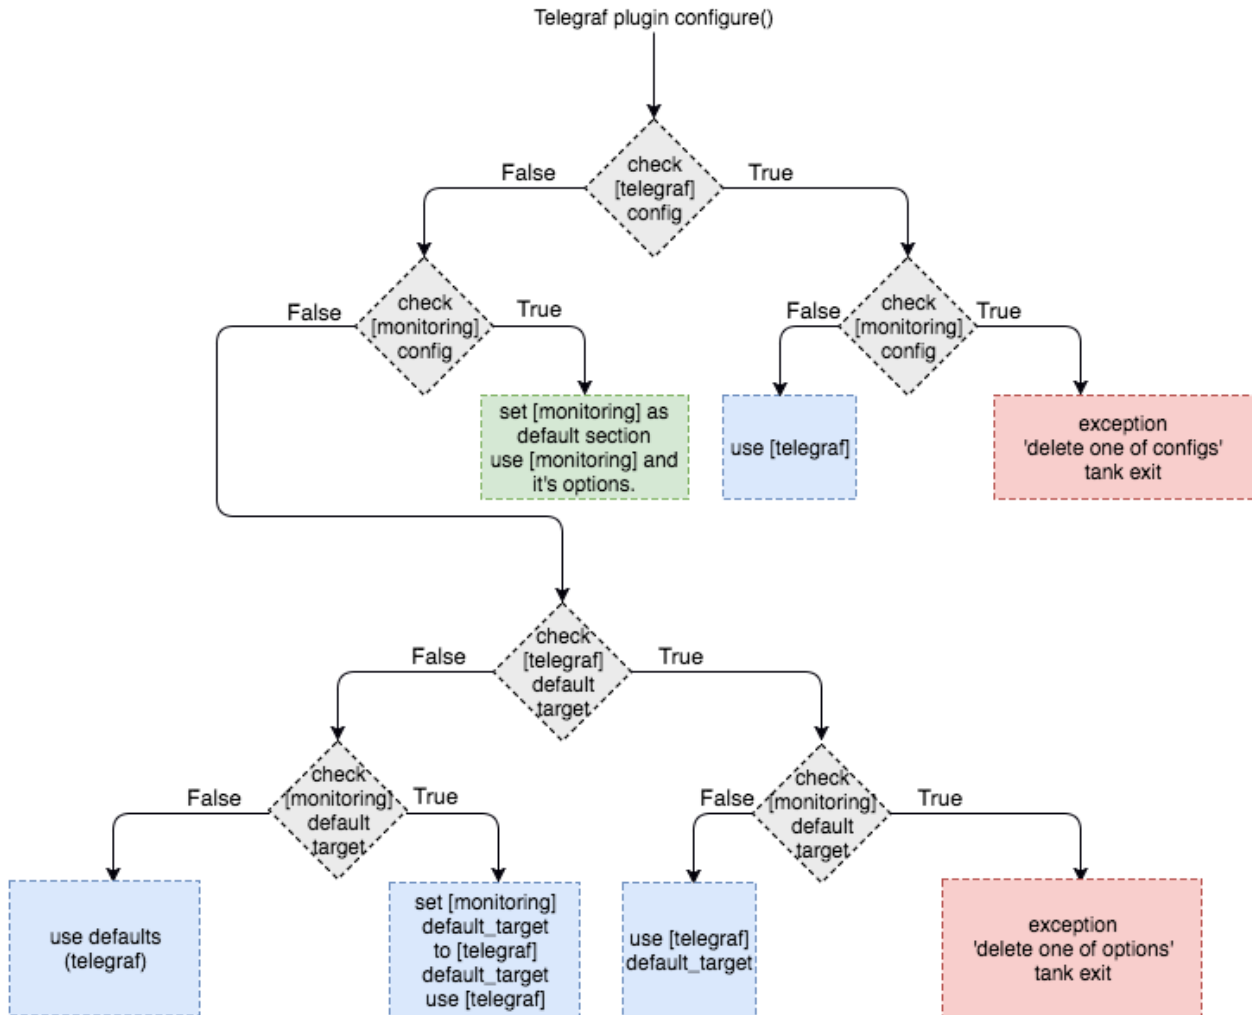 Telegraf plugin configure()
False
True
check
[telegraf]
config
False
True
check
[monitoring]
config
False
True
check
[monitoring]
config
set [monitoring] as
default section
use [monitoring] and
it's options.
use [telegraf]
exception
'delete one of configs'
tank exit
False
True
check
[telegraf]
default
target
False
True
check
[monitoring]
default
target
False
True
check
[monitoring]
default
target
use defaults
(telegraf)
set [monitoring]
default_target
to [telegraf]
default_target
use [telegraf]
use [telegraf]
default_target
exception
'delete one of options'
tank exit